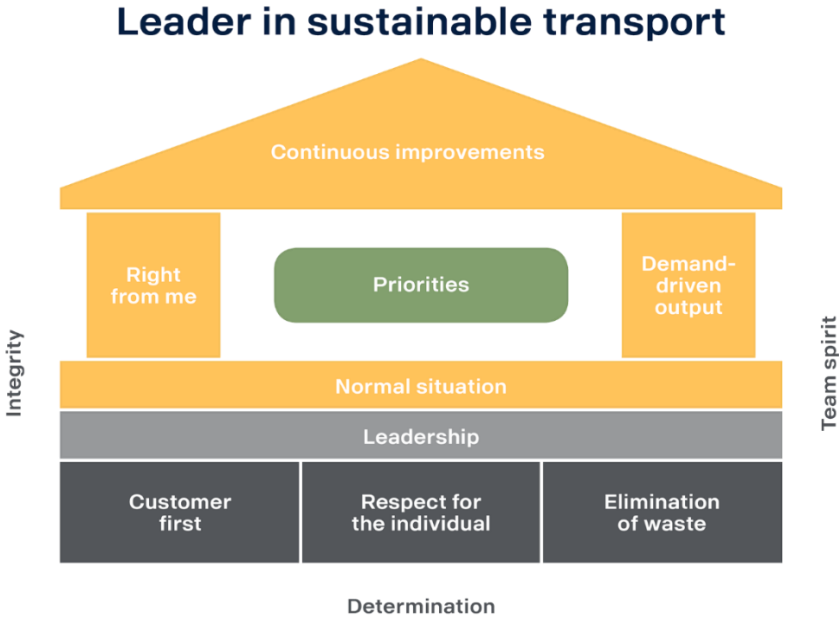 Leader in sustainable transport
Continuous improvements
Right
from me
Priorities
Demand-
driven
output
Normal situation
Leadership
Customer
first
Respect for
the individual
Elimination
of waste
Integrity
Team spirit
Determination